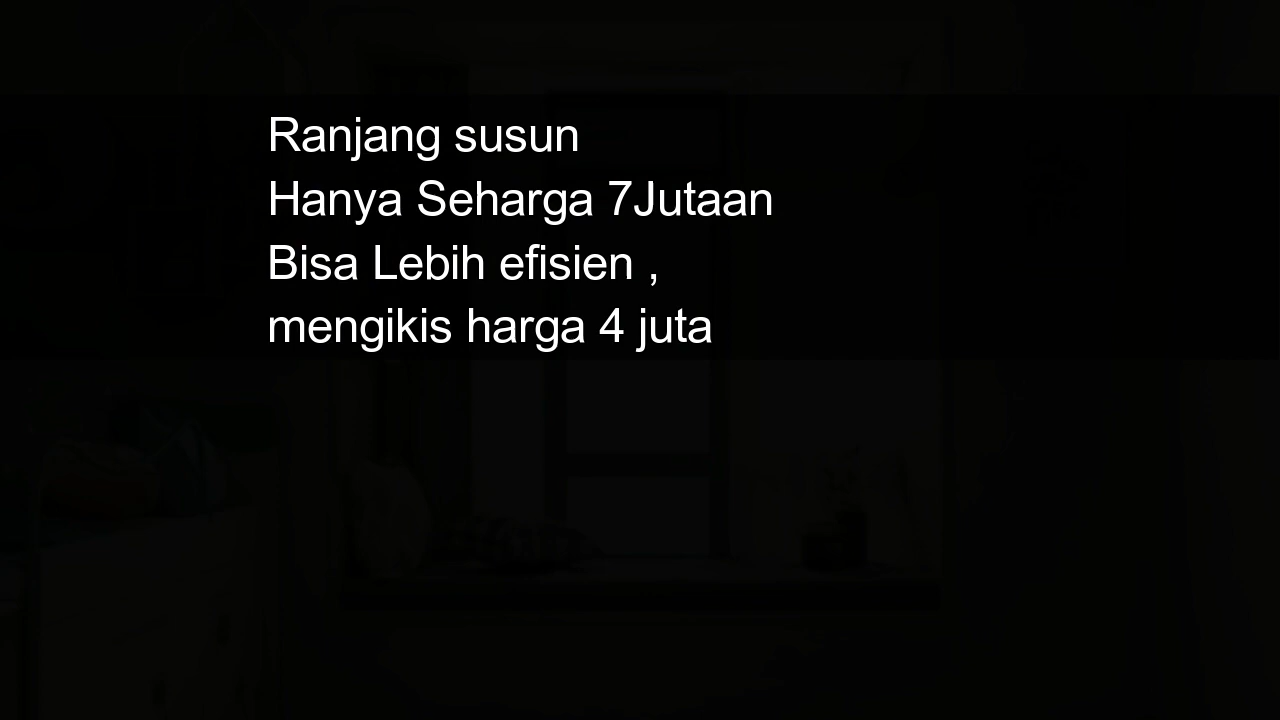 Ranjang susun
Hanya Seharga 7Jutaan
Bisa Lebih efisien ,
mengikis harga 4 juta